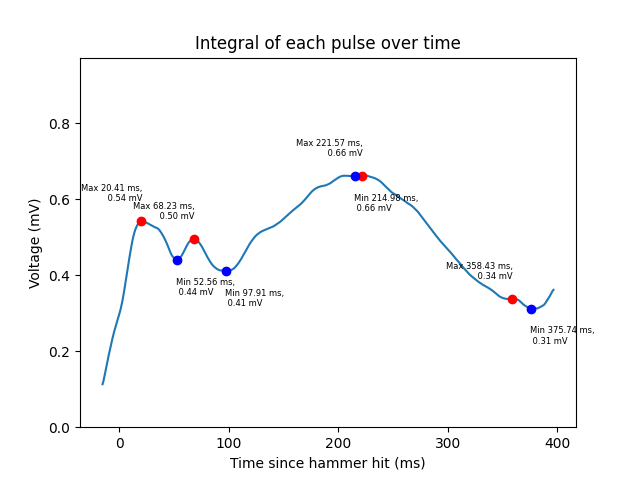 Integral of each pulse over time
Voltage (mV)
0.8
0.6
0.4
0.2
0.0
Max 20.41 ms,
0.54 mV
Max 68.23 ms,
0.50 mV
Min 52.56 ms,
0.44 mV
Min 97.91 ms,
0.41 mV
Max 221.57 ms,
0.66 mV
Min 214.98 ms,
0.66 mV
Max 358.43 ms,
0.34 mV
Min 375.74 ms,
0.31 mV
0
100
200
300
400
Time since hammer hit (ms)